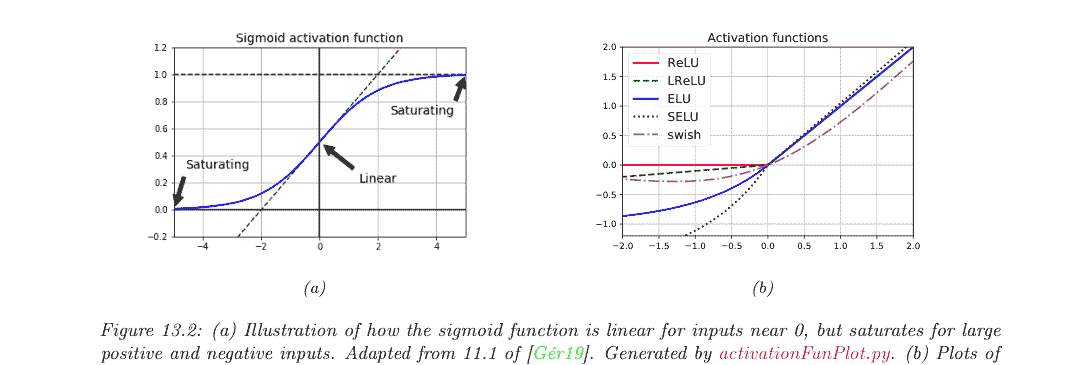 Sigmoid activation function
1.2
1.0
0.8
0.6
0.4
0.2
0.0
−0.2
−4
−2
0
2
4
Saturating
Saturating
Linear
(a)
Activation functions
2.0
1.5
1.0
0.5
0.0
−0.5
−1.0
−2.0
−1.5
−1.0
−0.5
0.0
0.5
1.0
1.5
2.0
ReLU
LReLU
ELU
SELU
swish
(b)
Figure 13.2: (a) Illustration of how the sigmoid function is linear for inputs near 0, but saturates for large
positive and negative inputs. Adapted from 11.1 of [Gér19]. Generated by activationFunPlot.py. (b) Plots of